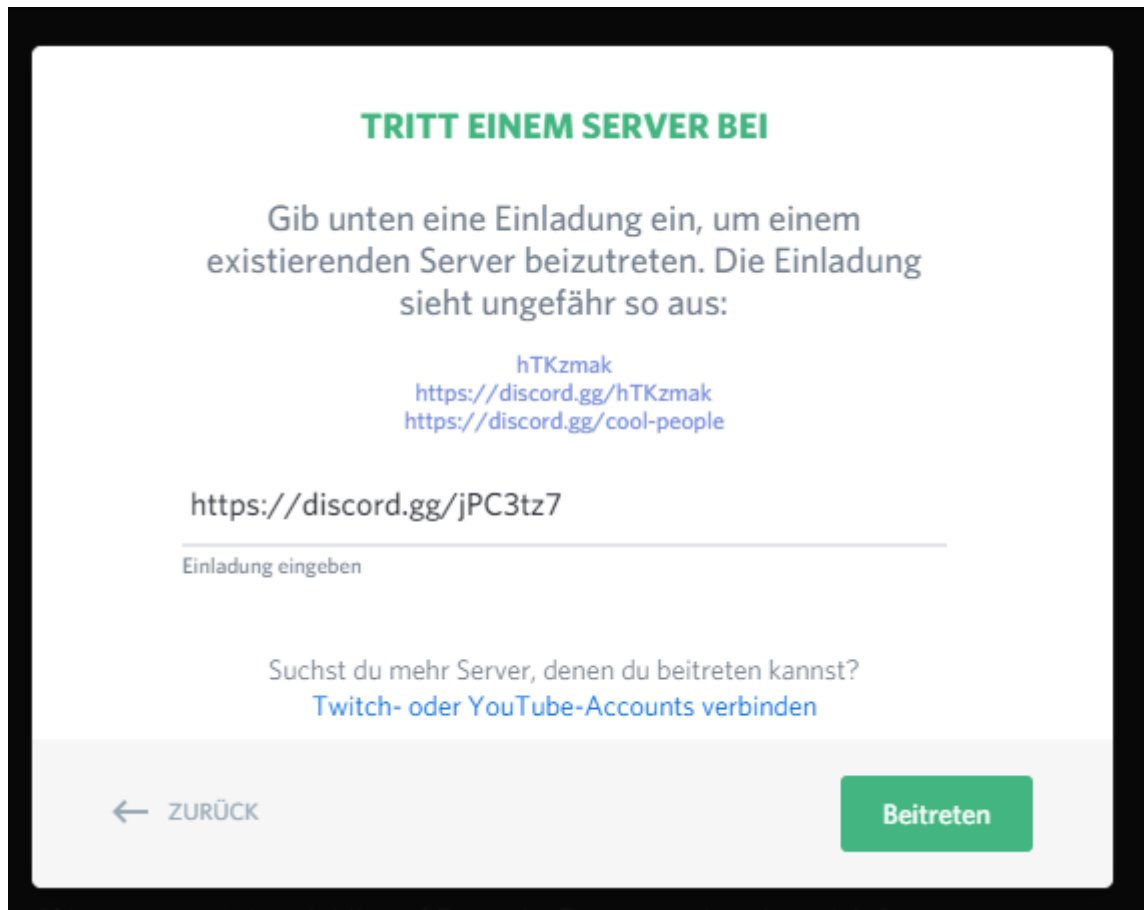 TRITT EINEM SERVER BEI
Gib unten eine Einladung ein, um einem
existierenden Server beizutreten. Die Einladung
sieht ungefähr so aus:
hTKzmak
https://discord.gg/hTKzmak
https://discord.gg/cool-people
https://discord.gg/jPC3tz7
Einladung eingeben
Suchst du mehr Server, denen du beitreten kannst?
Twitch- oder YouTube-Accounts verbinden
← ZURÜCK
Beitreten